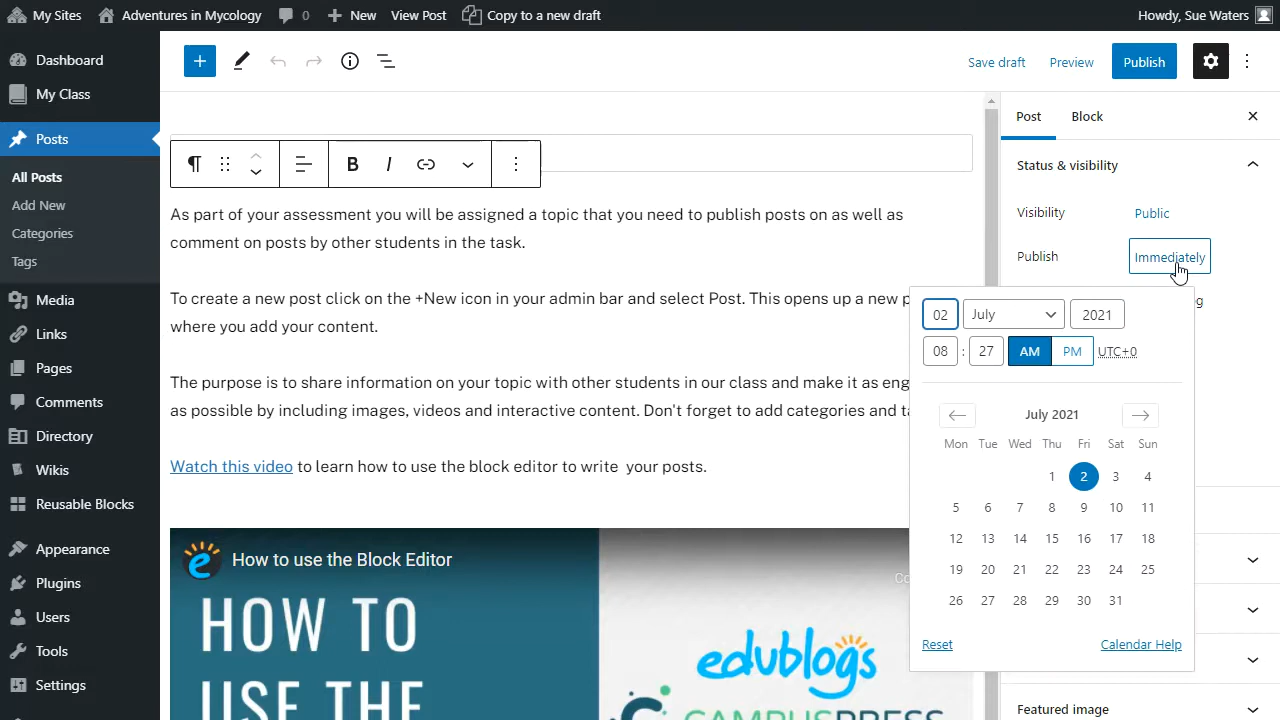 My Sites Adventures in Mycology 0 New View Post Copy to a new draft Howdy, Sue Waters
Dashboard
My Class
Posts
All Posts
Add New
Categories
Tags
Media
Links
Pages
Comments
Directory
Wikis
Reusable Blocks
Appearance
Plugins
Users
Tools
Settings
Save draft Preview Publish
B I
As part of your assessment you will be assigned a topic that you need to publish posts on as well as
comment on posts by other students in the task.
To create a new post click on the +New icon in your admin bar and select Post. This opens up a new
where you add your content.
The purpose is to share information on your topic with other students in our class and make it as
as possible by including images, videos and interactive content. Don't forget to add categories and
Watch this video to learn how to use the block editor to write your posts.
How to use the Block Editor
HOW TO
USE THE
edublogs
CAMPUSPRESS
Post Block
Status & visibility
Visibility Public
Publish Immediately
02 July 2021
08 : 27 AM PM UTC+0
July 2021
Mon Tue Wed Thu Fri Sat Sun
1 2 3 4
5 6 7 8 9 10 11
12 13 14 15 16 17 18
19 20 21 22 23 24 25
26 27 28 29 30 31
Reset Calendar Help
Featured image